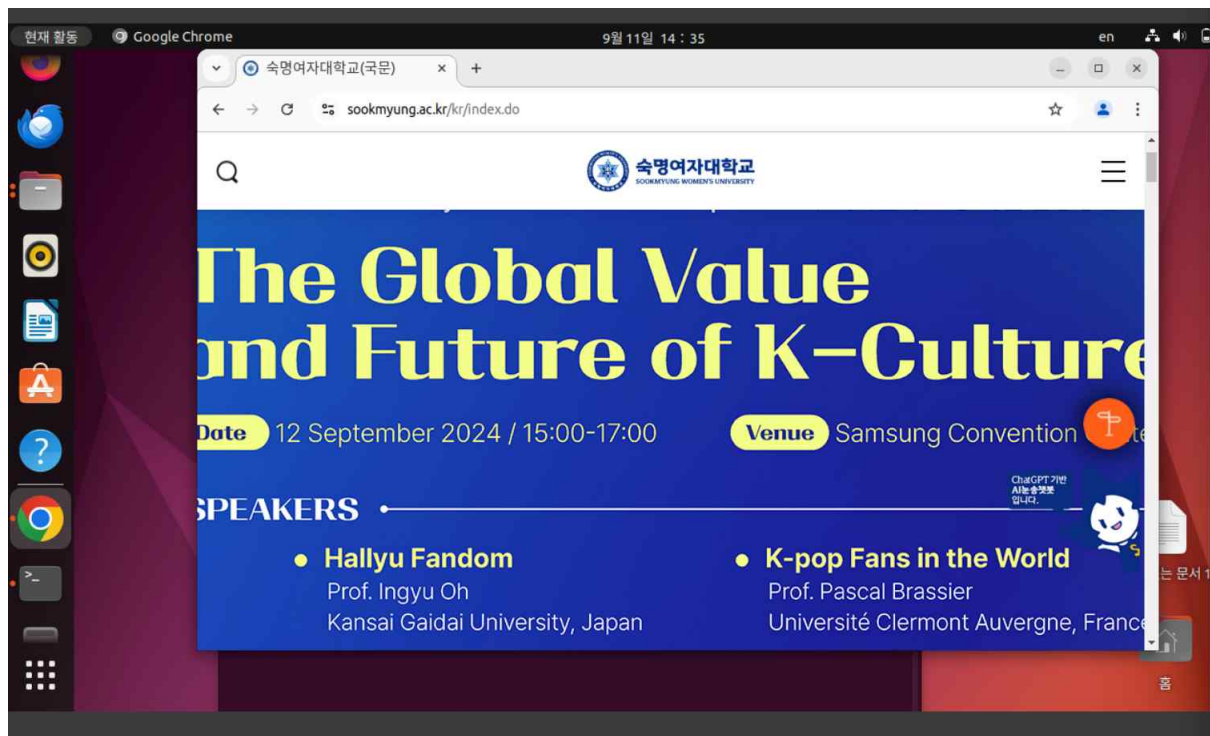 현재 활동
Google Chrome
9월 11일 14 : 35
en
숙명여자대학교(국문)
sookmyung.ac.kr/kr/index.do
숙명여자대학교
SOOKMYUNG WOMEN'S UNIVERSITY
The Global Value
and Future of K-Culture
Date 12 September 2024 / 15:00-17:00
Venue Samsung Convention
ChatGPT 기반
AI눈송챗봇
입니다.
SPEAKERS
Hallyu Fandom
Prof. Ingyu Oh
Kansai Gaidai University, Japan
K-pop Fans in the World
Prof. Pascal Brassier
Université Clermont Auvergne, France
는 문서 1
홈